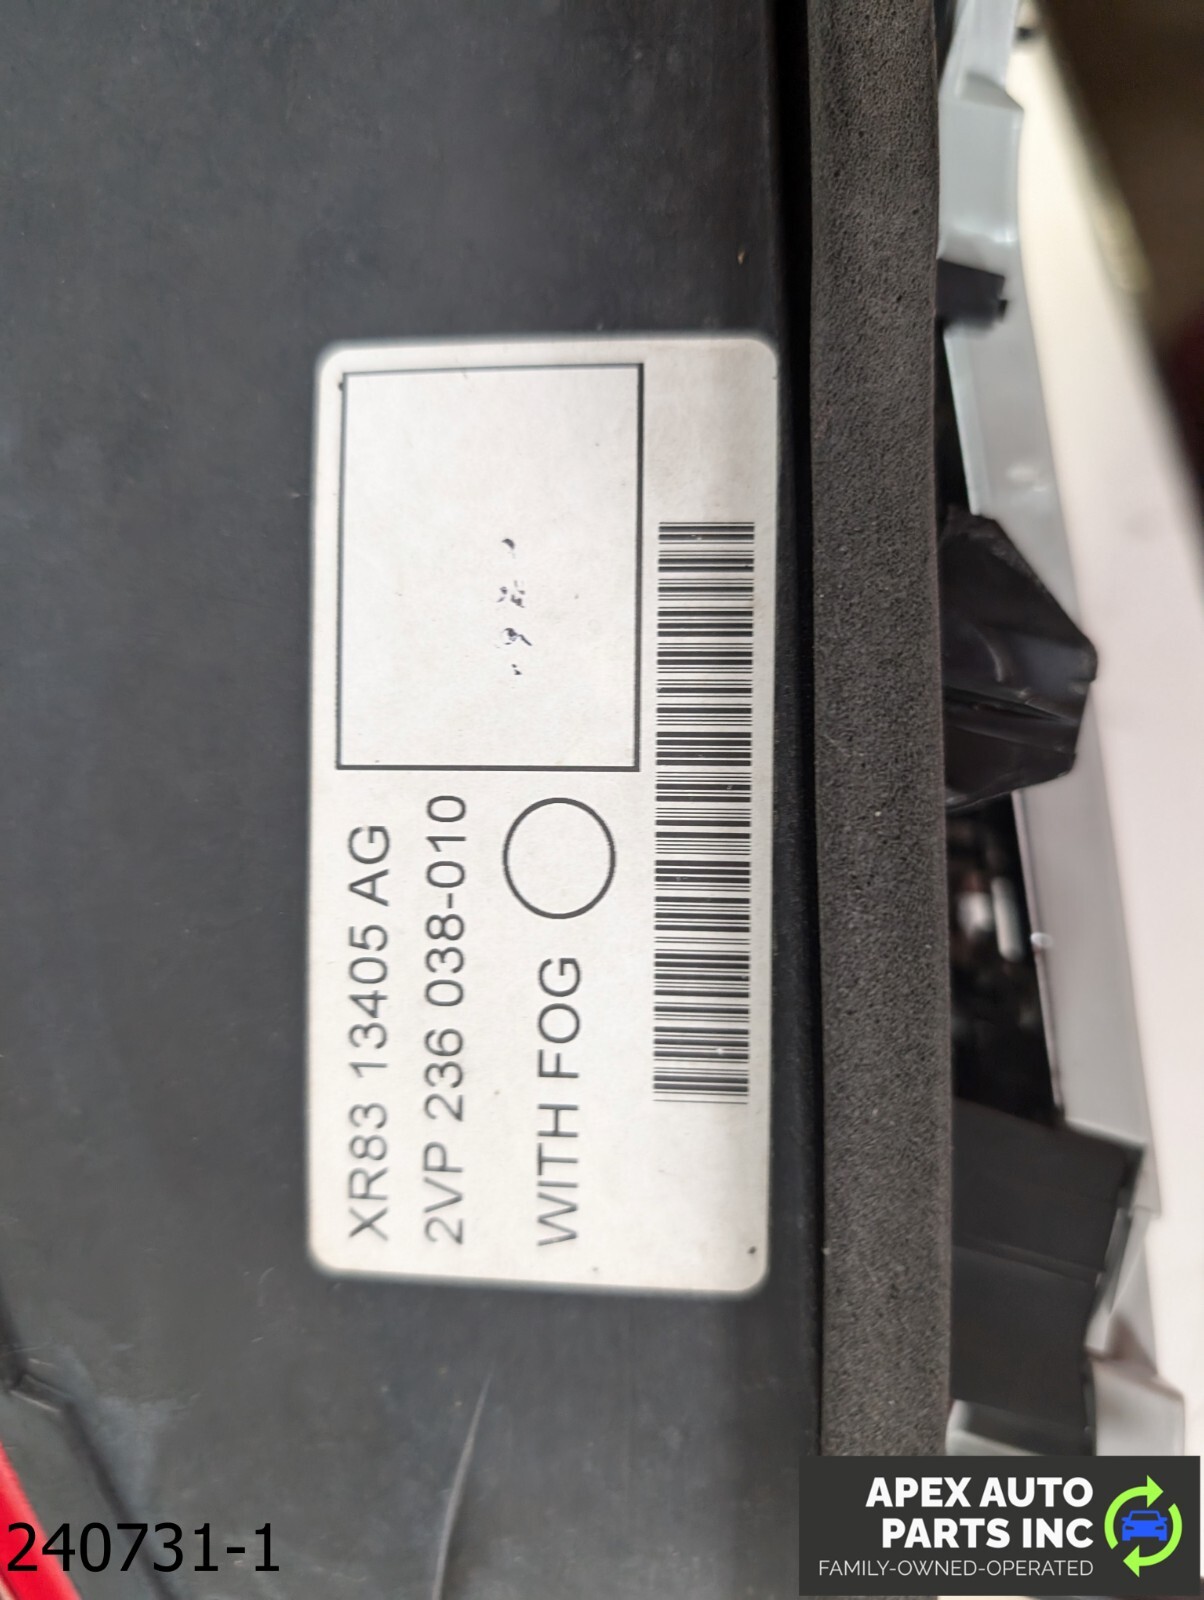 XR83 13405 AG
2VP 236 038-010
WITH FOG
240731-1
APEX AUTO
PARTS INC
FAMILY-OWNED-OPERATED